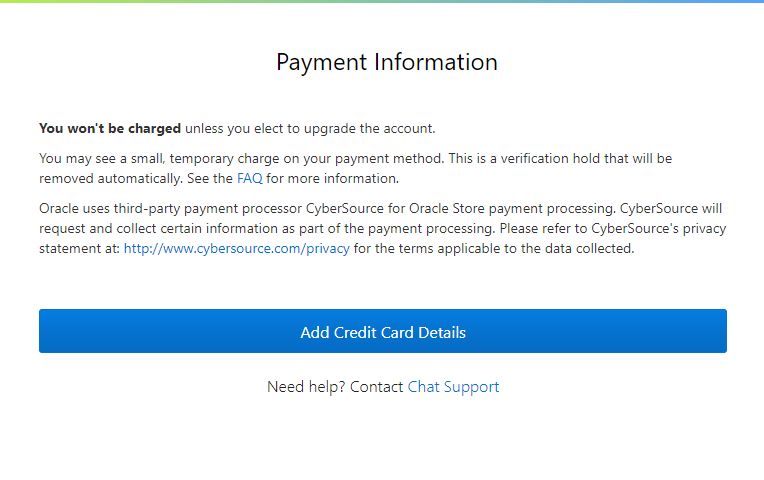 Payment Information
You won't be charged unless you elect to upgrade the account.
You may see a small, temporary charge on your payment method. This is a verification hold that will be
removed automatically. See the FAQ for more information.
Oracle uses third-party payment processor CyberSource for Oracle Store payment processing. CyberSource will
request and collect certain information as part of the payment processing. Please refer to CyberSource's privacy
statement at: http://www.cybersource.com/privacy for the terms applicable to the data collected.
Add Credit Card Details
Need help? Contact Chat Support